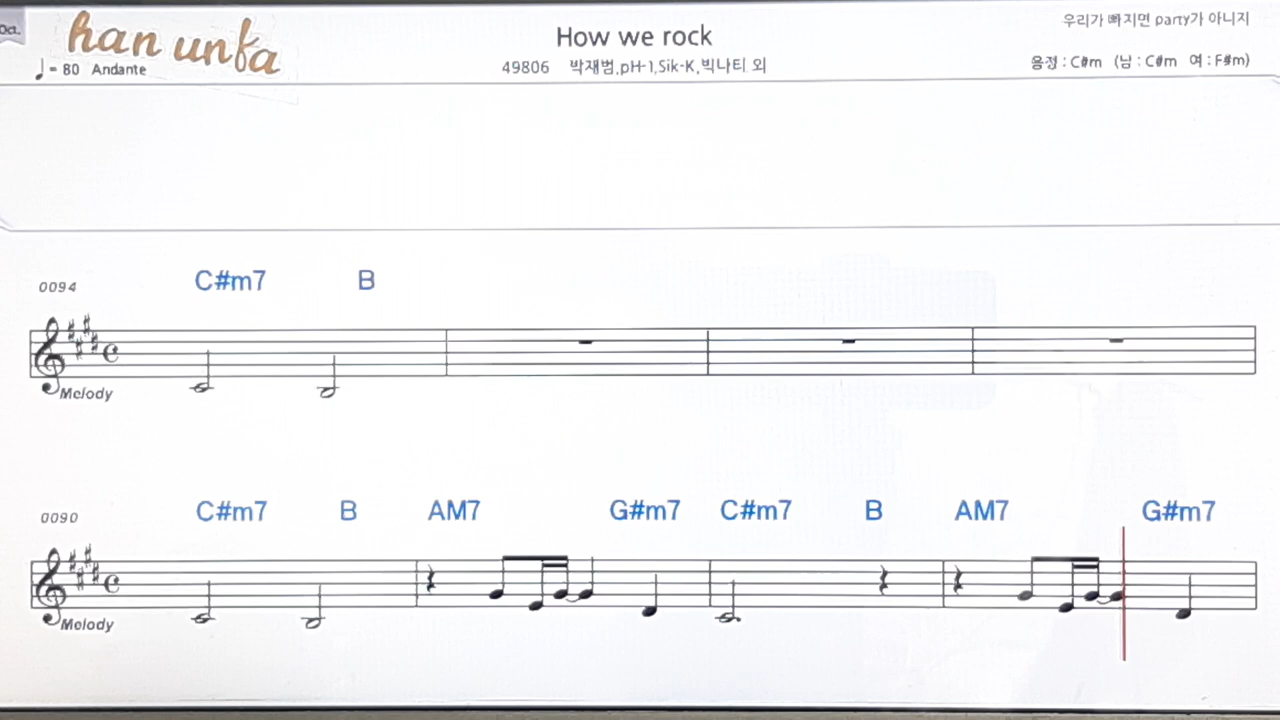 Oct.
han unfa
How we rock
우리가 빠지면 party가 아니지
♩ = 80 Andante
49806 박재범,pH-1,Sik-K,빅나티 외
음정 : C#m (남 : C#m 여 : F#m)
C#m7 B
0094
Melody
C#m7 B AM7 G#m7 C#m7 B AM7 G#m7
0090
Melody